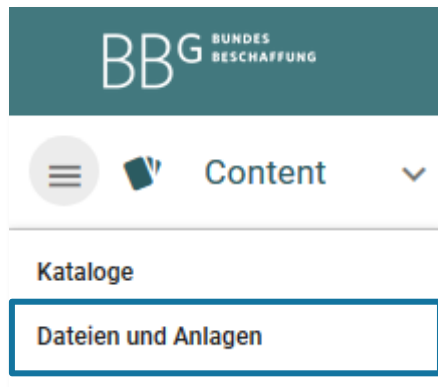 BBG BUNDES
BESCHAFFUNG
Content
Kataloge
Dateien und Anlagen